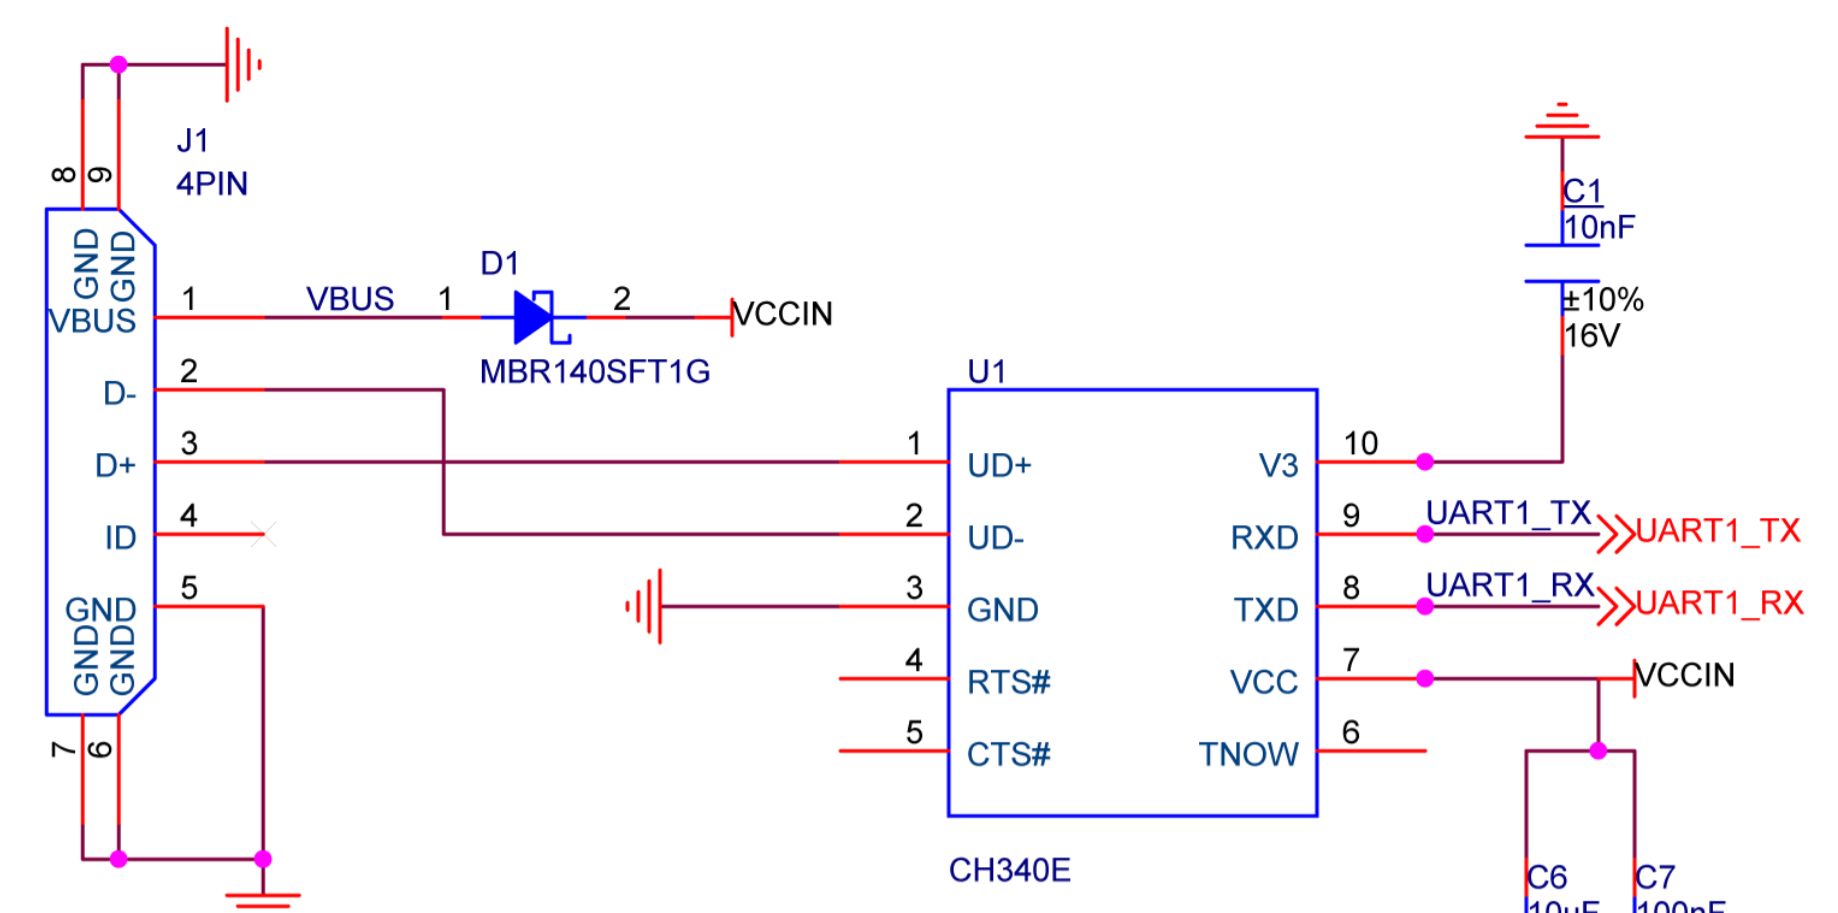 J1
4PIN
8
9
GND
GND
VBUS
1
VBUS
1
D1
2
VCCIN
MBR140SFT1G
D-
2
D+
3
ID
4
GND
5
GND
GND
7
6
U1
1
UD+
2
UD-
3
GND
4
RTS#
5
CTS#
V3
10
RXD
9
TXD
8
VCC
7
TNOW
6
CH340E
C1
10nF
±10%
16V
UART1_TX
UART1_TX
UART1_RX
UART1_RX
VCCIN
C6
10uF
C7
100nF